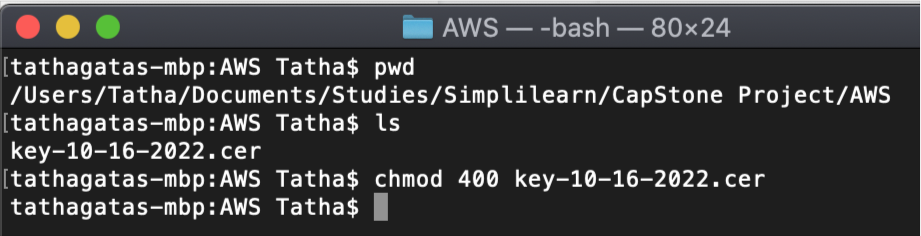 AWS — -bash — 80×24
[tathagatas-mbp:AWS Tatha$ pwd
/Users/Tatha/Documents/Studies/Simplilearn/CapStone Project/AWS
[tathagatas-mbp:AWS Tatha$ ls
key-10-16-2022.cer
[tathagatas-mbp:AWS Tatha$ chmod 400 key-10-16-2022.cer
tathagatas-mbp:AWS Tatha$